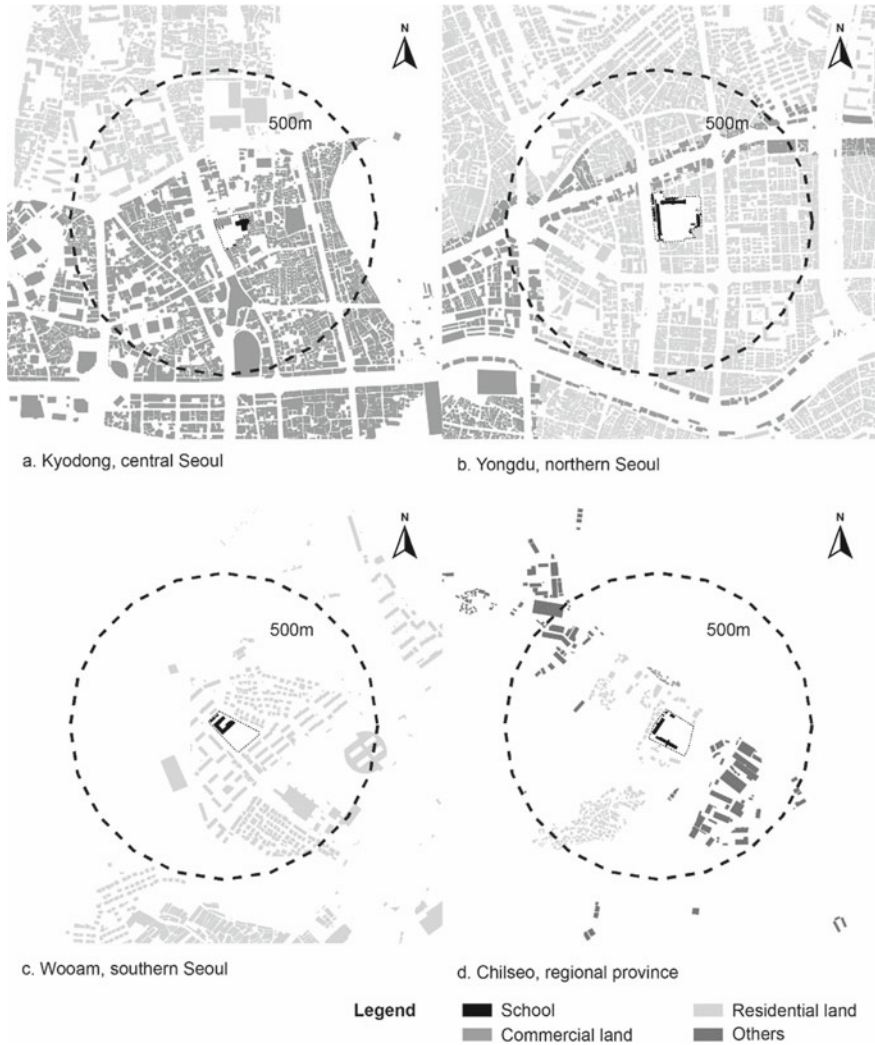 N
500m
N
500m
a. Kyodong, central Seoul
b. Yongdu, northern Seoul
N
500m
N
500m
c. Wooam, southern Seoul
d. Chilseo, regional province
Legend
School
Residential land
Commercial land
Others